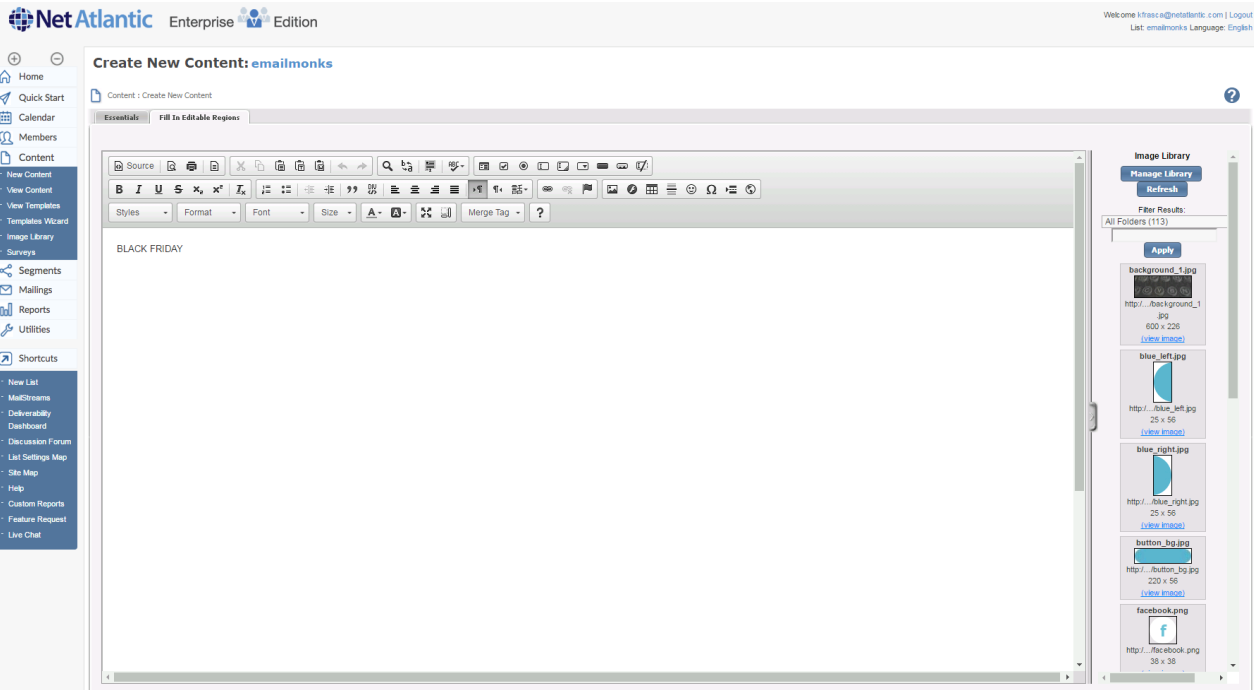 NetAtlantic Enterprise Edition
Welcome kfrasca@netatlantic.com | Logout
List: emailmonks Language: English
Home
Quick Start
Calendar
Members
Content
New Content
View Content
View Templates
Templates Wizard
Image Library
Surveys
Segments
Mailings
Reports
Utilities
Shortcuts
New List
MailStreams
Deliverability
Dashboard
Discussion Forum
List Settings Map
Site Map
Help
Custom Reports
Feature Request
Live Chat
Create New Content: emailmonks
Content : Create New Content
Essentials Fill In Editable Regions
Source
Styles Format Font Size Merge Tag ?
BLACK FRIDAY
Image Library
Manage Library
Refresh
Filter Results:
All Folders (113)
Apply
background_1.jpg
http:/.../background_1
.jpg
600 x 226
(view image)
blue_left.jpg
http:/.../blue_left.jpg
25 x 56
(view image)
blue_right.jpg
http:/.../blue_right.jpg
25 x 56
(view image)
button_bg.jpg
http:/.../button_bg.jpg
220 x 56
(view image)
facebook.png
http:/.../facebook.png
38 x 38